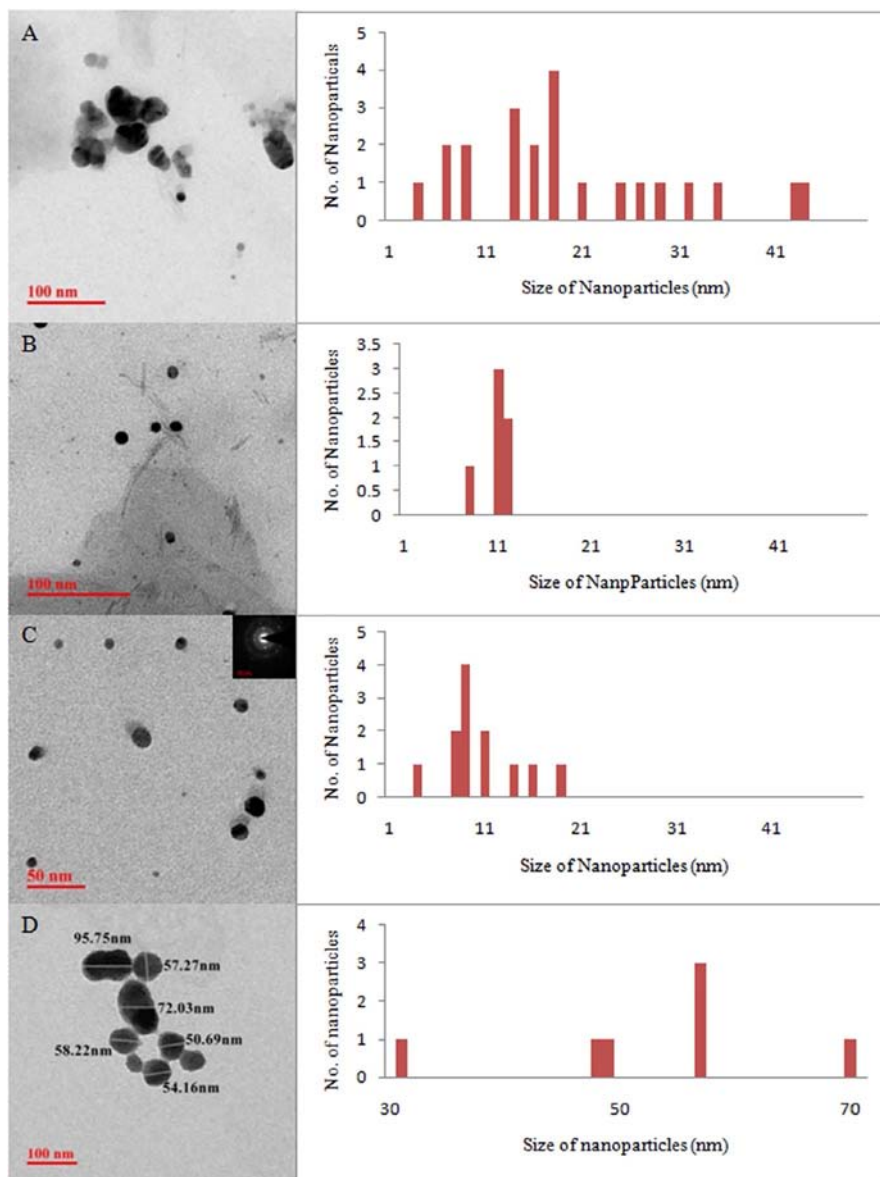 A
100 nm
No. of Nanoparticals
5
4
3
2
1
0
1 11 21 31 41
Size of Nanoparticles (nm)
B
100 nm
No. of Nanoparticles
3.5
3
2.5
2
1.5
1
0.5
0
1 11 21 31 41
Size of NanpParticles (nm)
C
50 nm
No. of Nanoparticles
5
4
3
2
1
0
1 11 21 31 41
Size of Nanoparticles (nm)
D
95.75nm
57.27nm
72.03nm
58.22nm
50.69nm
54.16nm
100 nm
No. of nanoparticles
4
3
2
1
0
30 50 70
Size of nanoparticles (nm)